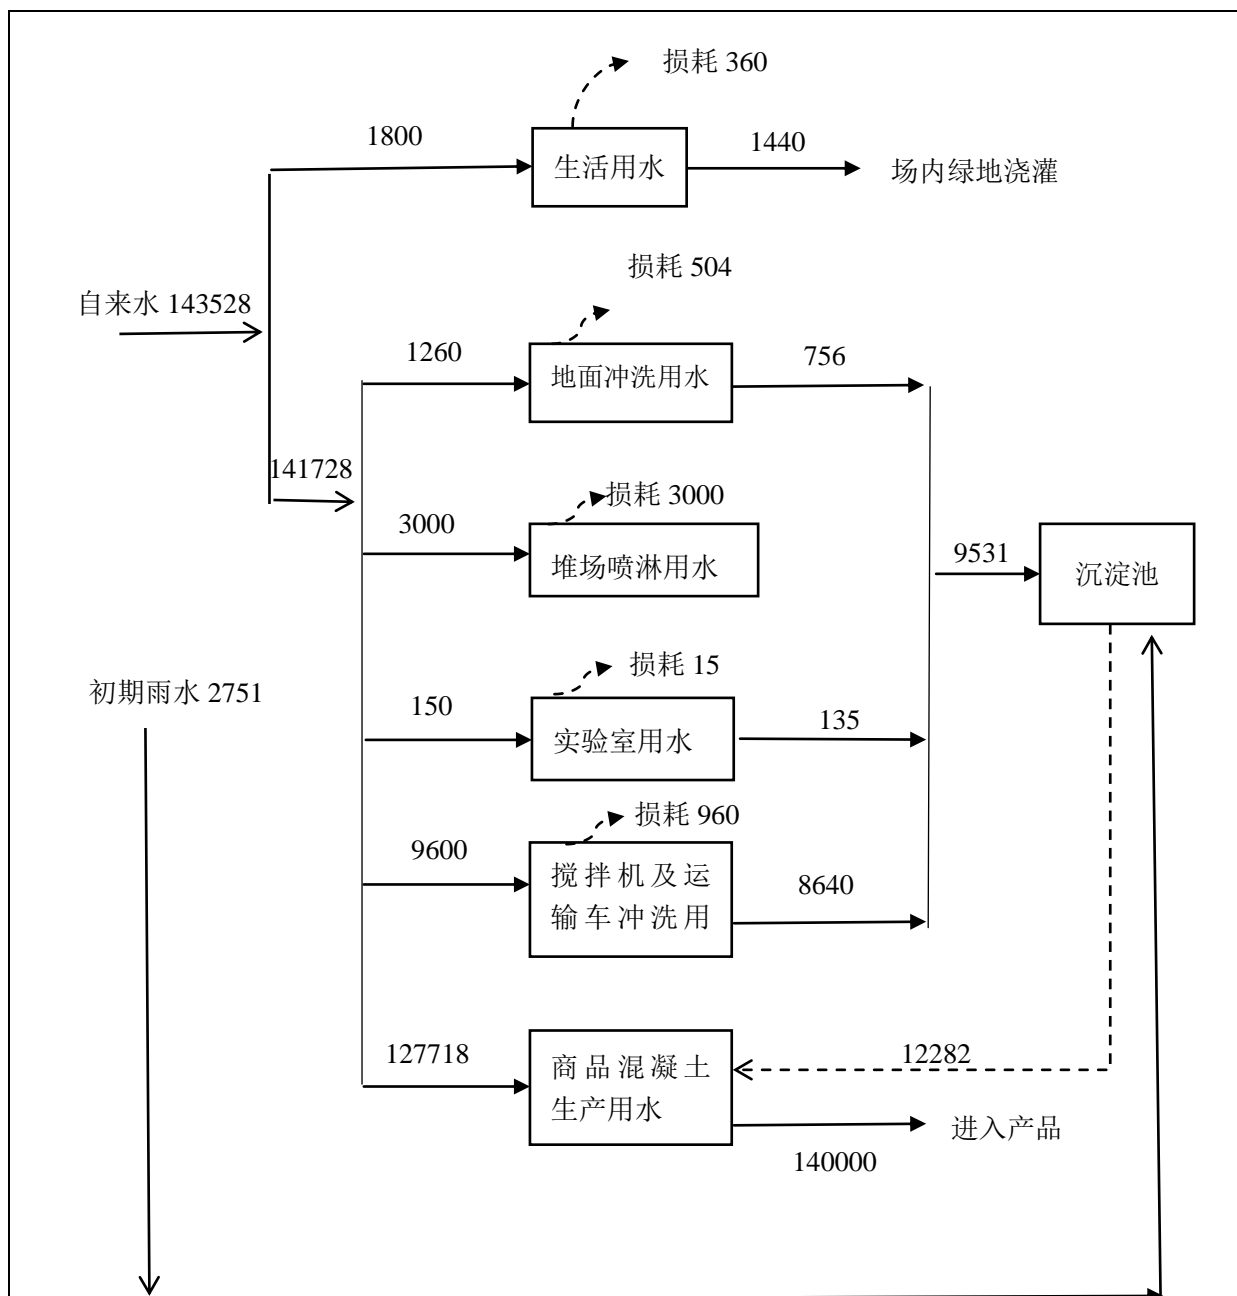 损耗 360
1800
生活用水
1440
场内绿地浇灌
损耗 504
自来水 143528
1260
地面冲洗用水
756
141728
损耗 3000
3000
堆场喷淋用水
9531
沉淀池
损耗 15
初期雨水 2751
150
实验室用水
135
损耗 960
9600
搅拌机及运
输车冲洗用
8640
127718
商品混凝土
生产用水
12282
进入产品
140000